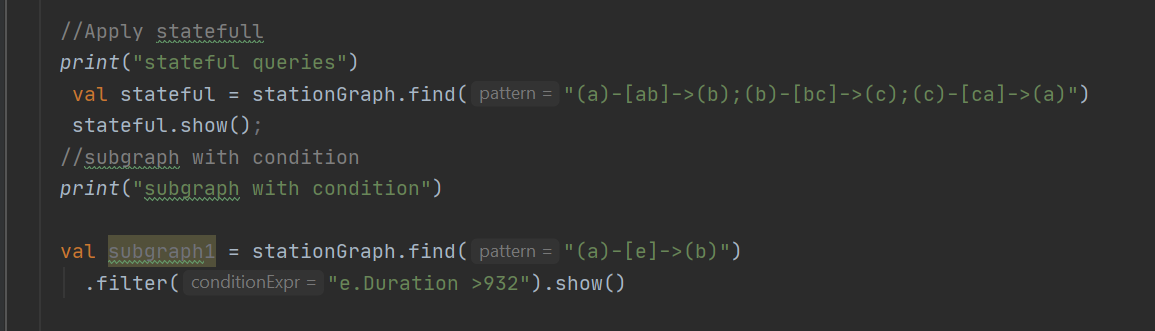 //Apply statefull
print("stateful queries")
val stateful = stationGraph.find( pattern = "(a)-[ab]->(b);(b)-[bc]->(c);(c)-[ca]->(a)")
stateful.show();
//subgraph with condition
print("subgraph with condition")
val subgraph1 = stationGraph.find( pattern = "(a)-[e]->(b)")
.filter( conditionExpr = "e.Duration >932").show()